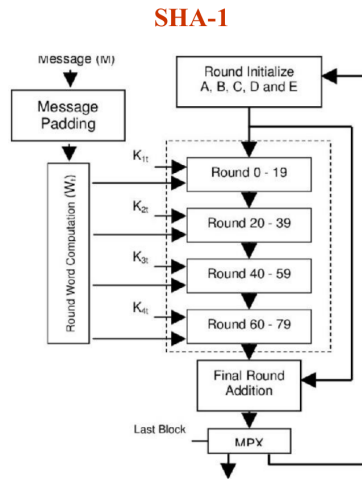 SHA-1
Message (M)
Round Initialize
A, B, C, D and E
Message
Padding
Round Word Computation (Wₜ)
K₁ₜ
Round 0 - 19
K₂ₜ
Round 20 - 39
K₃ₜ
Round 40 - 59
K₄ₜ
Round 60 - 79
Final Round
Addition
Last Block
MPX